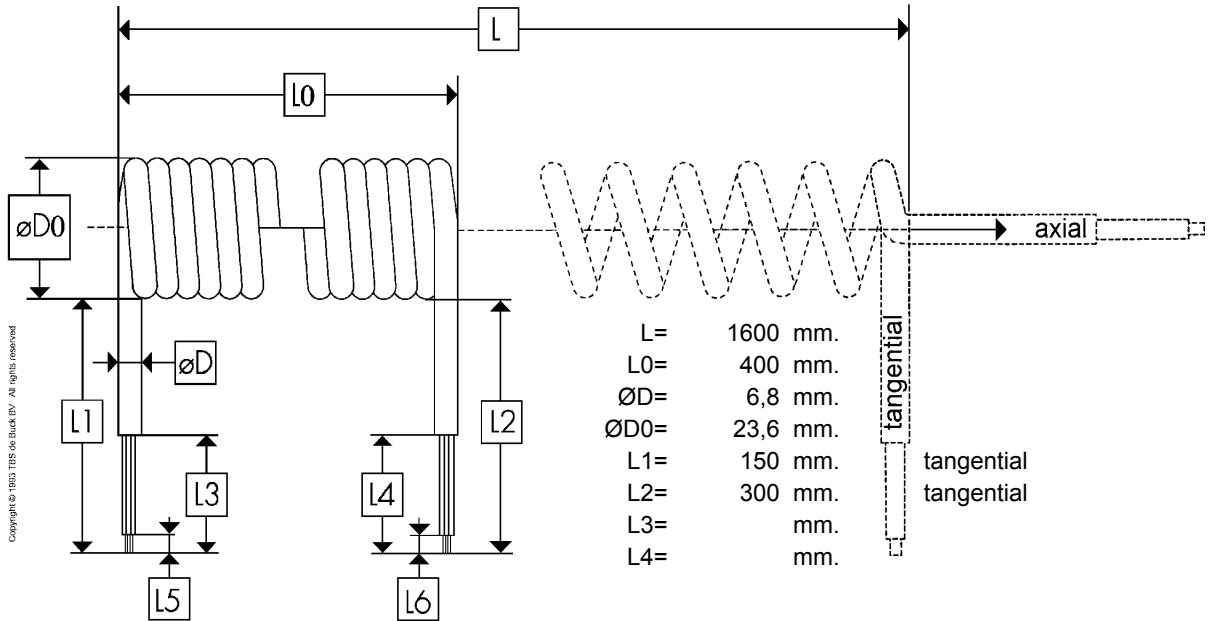 L
L0
øD0
axial
tangential
øD
L1
L2
L3
L4
L5
L6
L= 1600 mm.
L0= 400 mm.
ØD= 6,8 mm.
ØD0= 23,6 mm.
L1= 150 mm. tangential
L2= 300 mm. tangential
L3= mm.
L4= mm.
Copyright © 1993 TBS de Buck BV All rights reserved